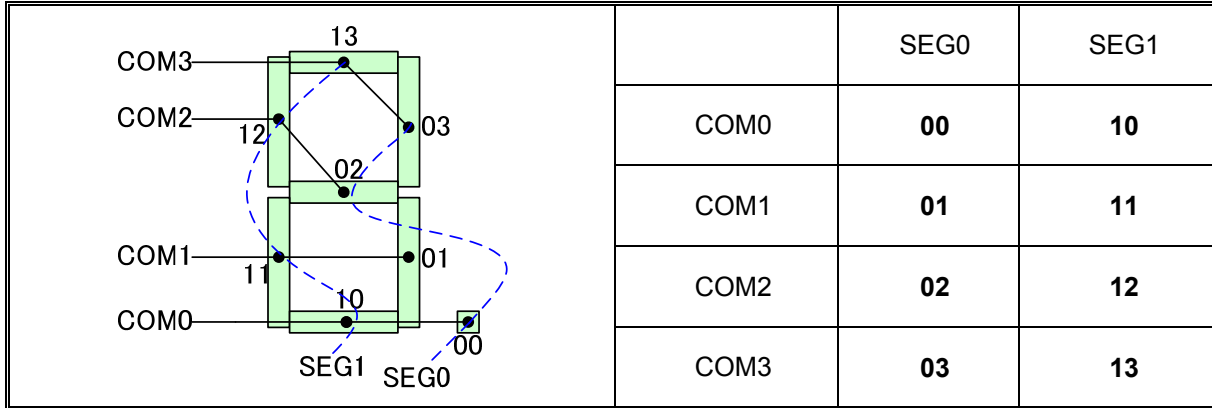 13
COM3
COM2
12
03
02
COM1
11
01
10
COM0
00
SEG1
SEG0
SEG0 SEG1
COM0 00 10
COM1 01 11
COM2 02 12
COM3 03 13